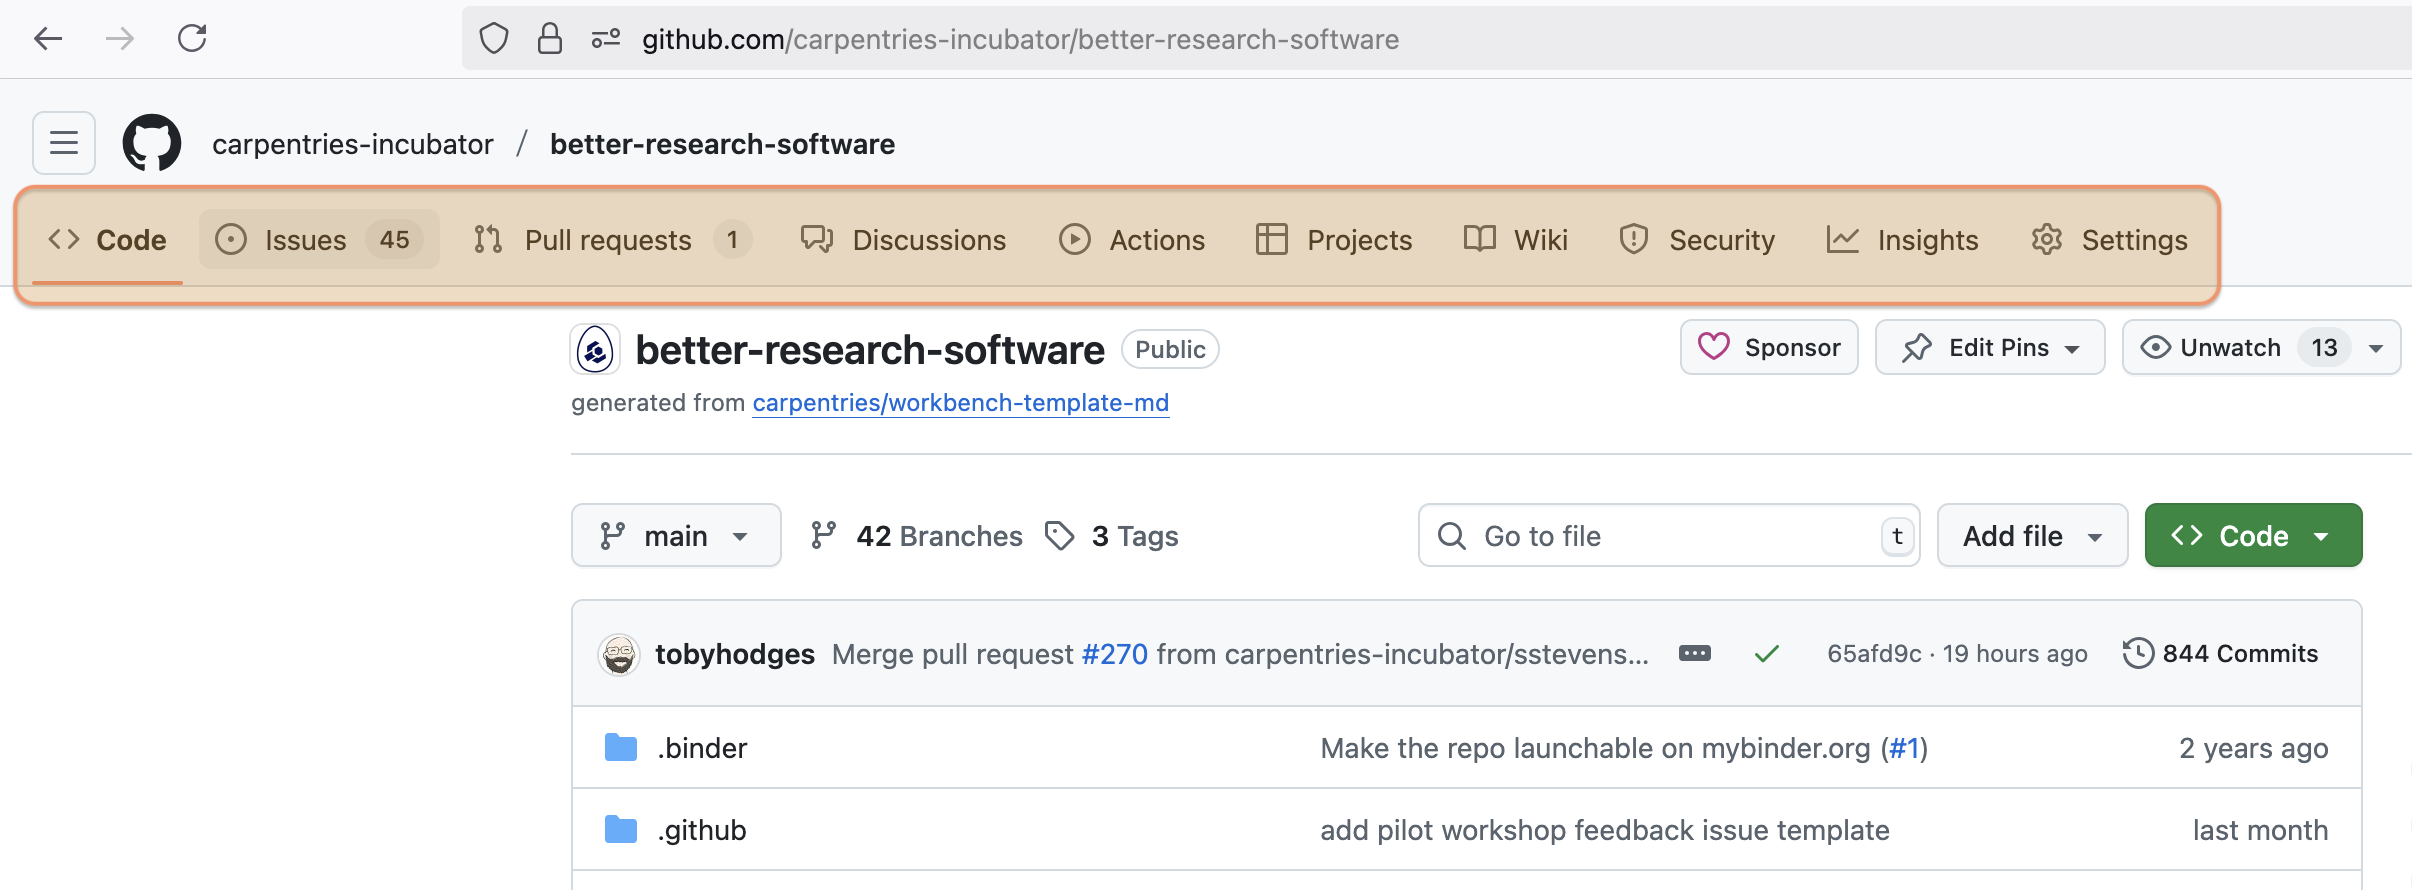 github.com/carpentries-incubator/better-research-software
carpentries-incubator / better-research-software
Code Issues 45 Pull requests 1 Discussions Actions Projects Wiki Security Insights Settings
better-research-software Public Sponsor Edit Pins Unwatch 13
generated from carpentries/workbench-template-md
main 42 Branches 3 Tags Go to file t Add file Code
tobyhodges Merge pull request #270 from carpentries-incubator/sstevens... 65afd9c · 19 hours ago 844 Commits
.binder Make the repo launchable on mybinder.org (#1) 2 years ago
.github add pilot workshop feedback issue template last month